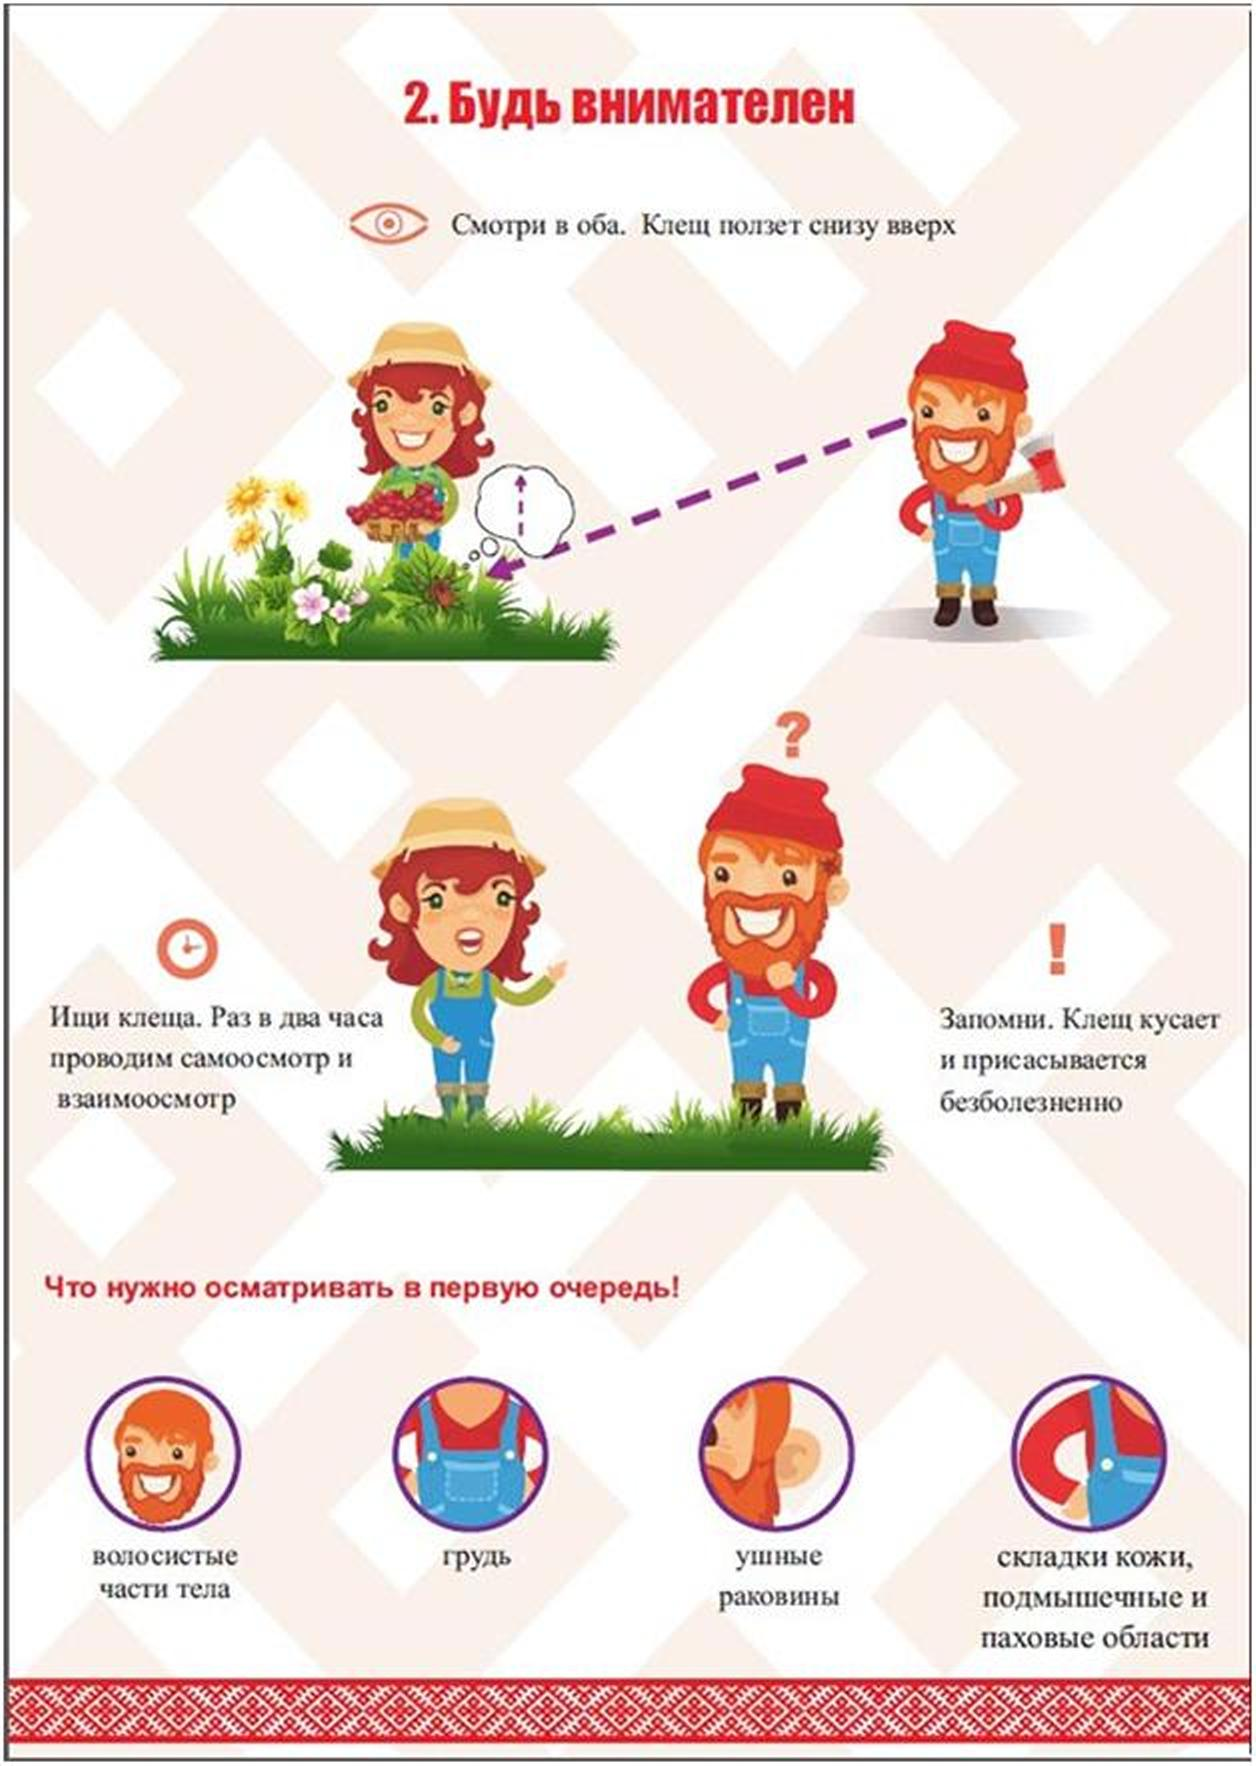 2. Будь внимателен
Смотри в оба. Клещ ползет снизу вверх
?
!
Ищи клеща. Раз в два часа
проводим самоосмотр и
взаимоосмотр
Запомни. Клещ кусает
и присасывается
безболезненно
Что нужно осматривать в первую очередь!
волосистые
части тела
грудь
ушные
раковины
складки кожи,
подмышечные и
паховые области